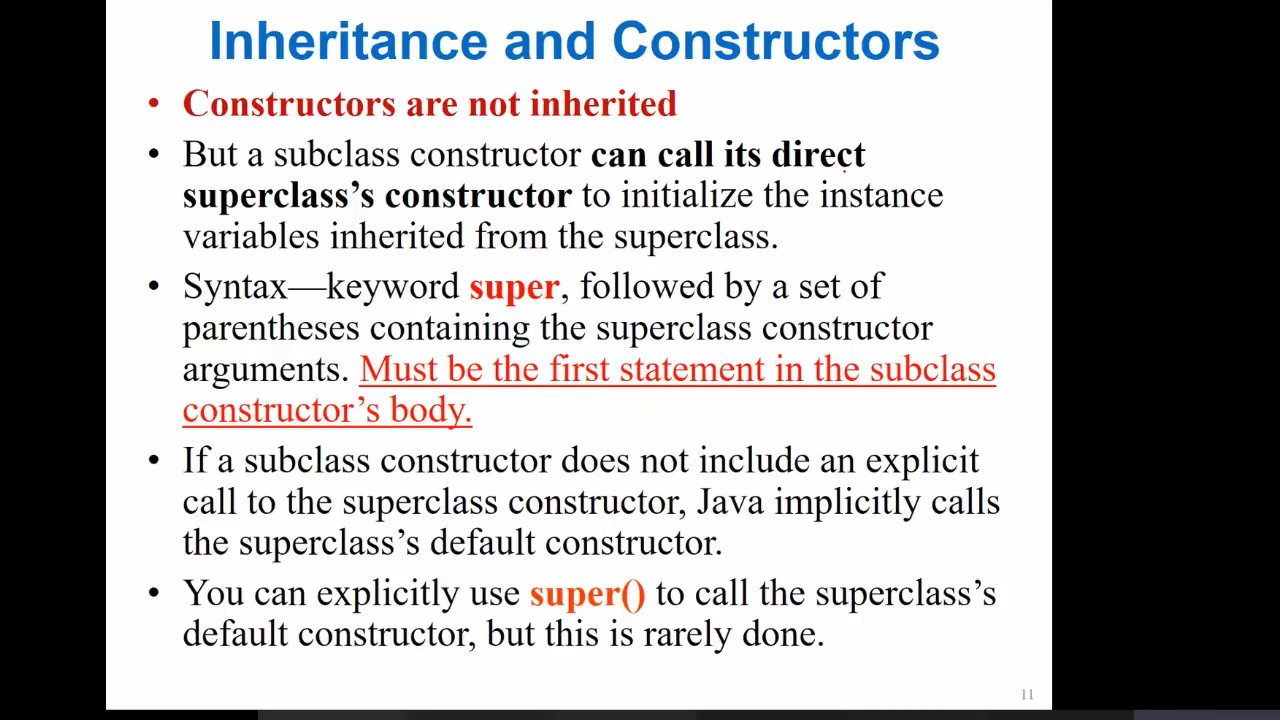 Inheritance and Constructors
• Constructors are not inherited
• But a subclass constructor can call its direct
superclass’s constructor to initialize the instance
variables inherited from the superclass.
• Syntax—keyword super, followed by a set of
parentheses containing the superclass constructor
arguments. Must be the first statement in the subclass
constructor’s body.
• If a subclass constructor does not include an explicit
call to the superclass constructor, Java implicitly calls
the superclass’s default constructor.
• You can explicitly use super() to call the superclass’s
default constructor, but this is rarely done.
11